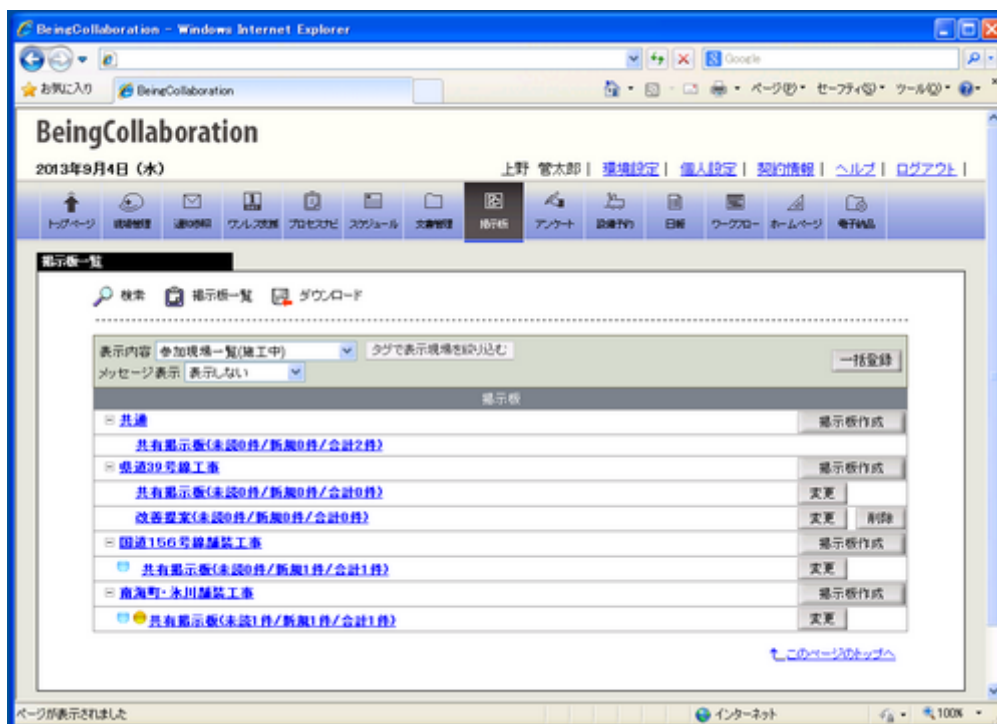 BeingCollaboration - Windows Internet Explorer
Google
お気に入り BeingCollaboration ページ(P) セーフティ(S) ツール(O)
BeingCollaboration
2013年9月4日（水） 上野 管太郎 | 環境設定 | 個人設定 | 契約情報 | ヘルプ | ログアウト |
トップページ 現場管理 通知確認 ワンレス査察 プロセスナビ スケジュール 文書管理 掲示板 アンケート 設備予約 日報 ワークフロー ホームページ 電子納品
掲示板一覧
検索 掲示板一覧 ダウンロード
表示内容 参加現場一覧(施工中) タグで表示現場を絞り込む
一括登録
メッセージ表示 表示しない
掲示板
共通 掲示板作成
共有掲示板(未読0件/新規0件/合計2件)
県道39号線工事 掲示板作成
共有掲示板(未読0件/新規0件/合計0件) 変更
改善提案(未読0件/新規0件/合計0件) 変更 削除
国道156号線舗装工事 掲示板作成
共有掲示板(未読0件/新規1件/合計1件) 変更
南海町・氷川舗装工事 掲示板作成
共有掲示板(未読1件/新規1件/合計1件) 変更
このページのトップへ
ページが表示されました インターネット 100%